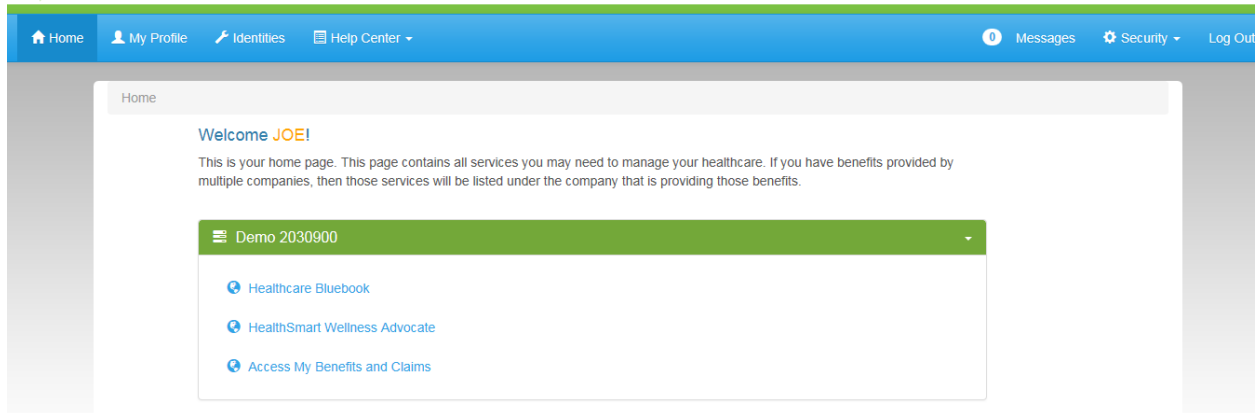 Home My Profile Identities Help Center 0 Messages Security Log Out
Home
Welcome JOE!
This is your home page. This page contains all services you may need to manage your healthcare. If you have benefits provided by
multiple companies, then those services will be listed under the company that is providing those benefits.
Demo 2030900
Healthcare Bluebook
HealthSmart Wellness Advocate
Access My Benefits and Claims